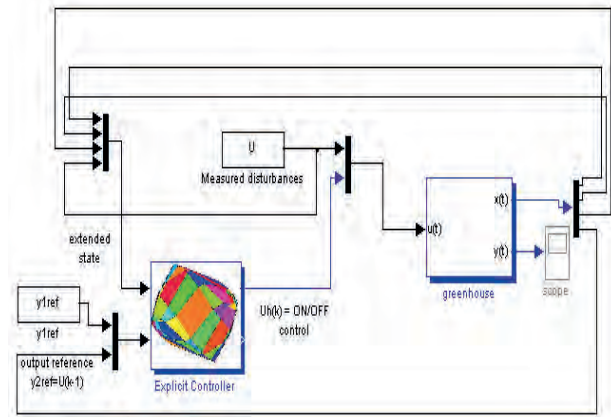 U
Measured disturbances
extended
state
u(t)
x(t)
y(t)
greenhouse
scope
y1ref
y1ref
output reference
y2ref=U(k-1)
Uh(k) = ON/OFF
control
Explicit Controller